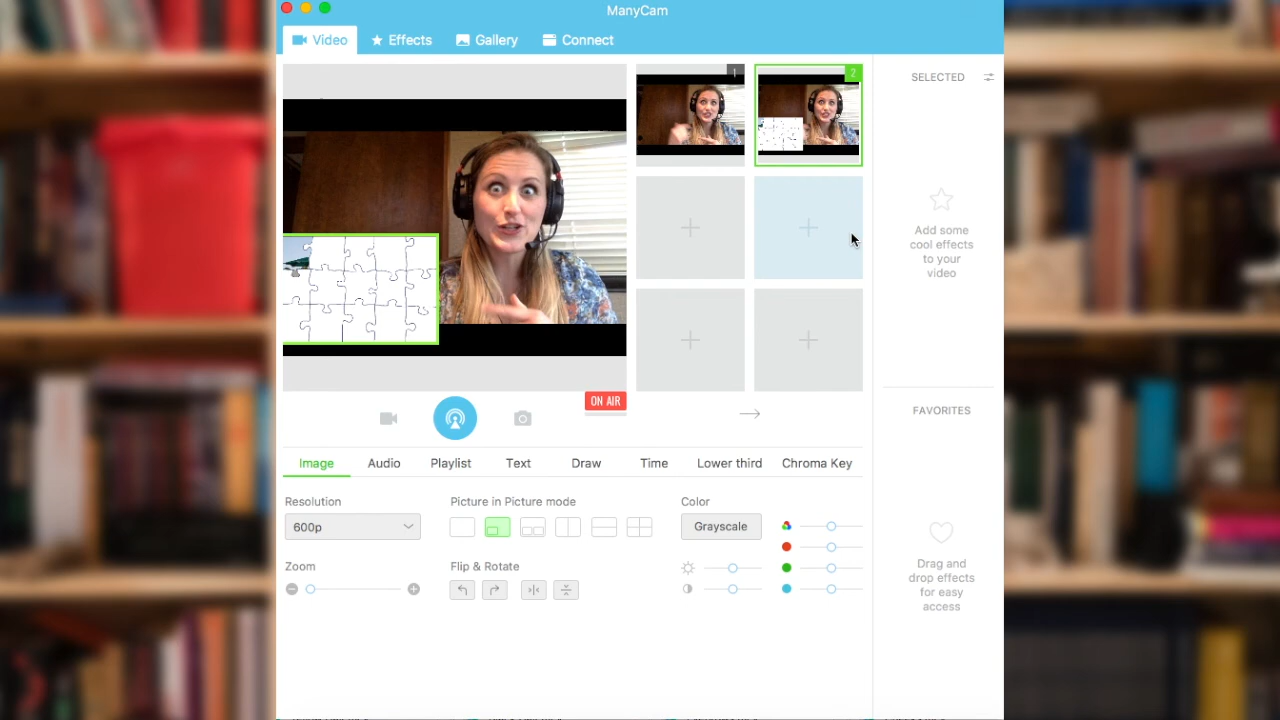 ManyCam
Video
Effects
Gallery
Connect
1
2
SELECTED
Add some
cool effects
to your
video
ON AIR
FAVORITES
Image
Audio
Playlist
Text
Draw
Time
Lower third
Chroma Key
Resolution
600p
Picture in Picture mode
Color
Grayscale
Zoom
Flip & Rotate
Drag and
drop effects
for easy
access